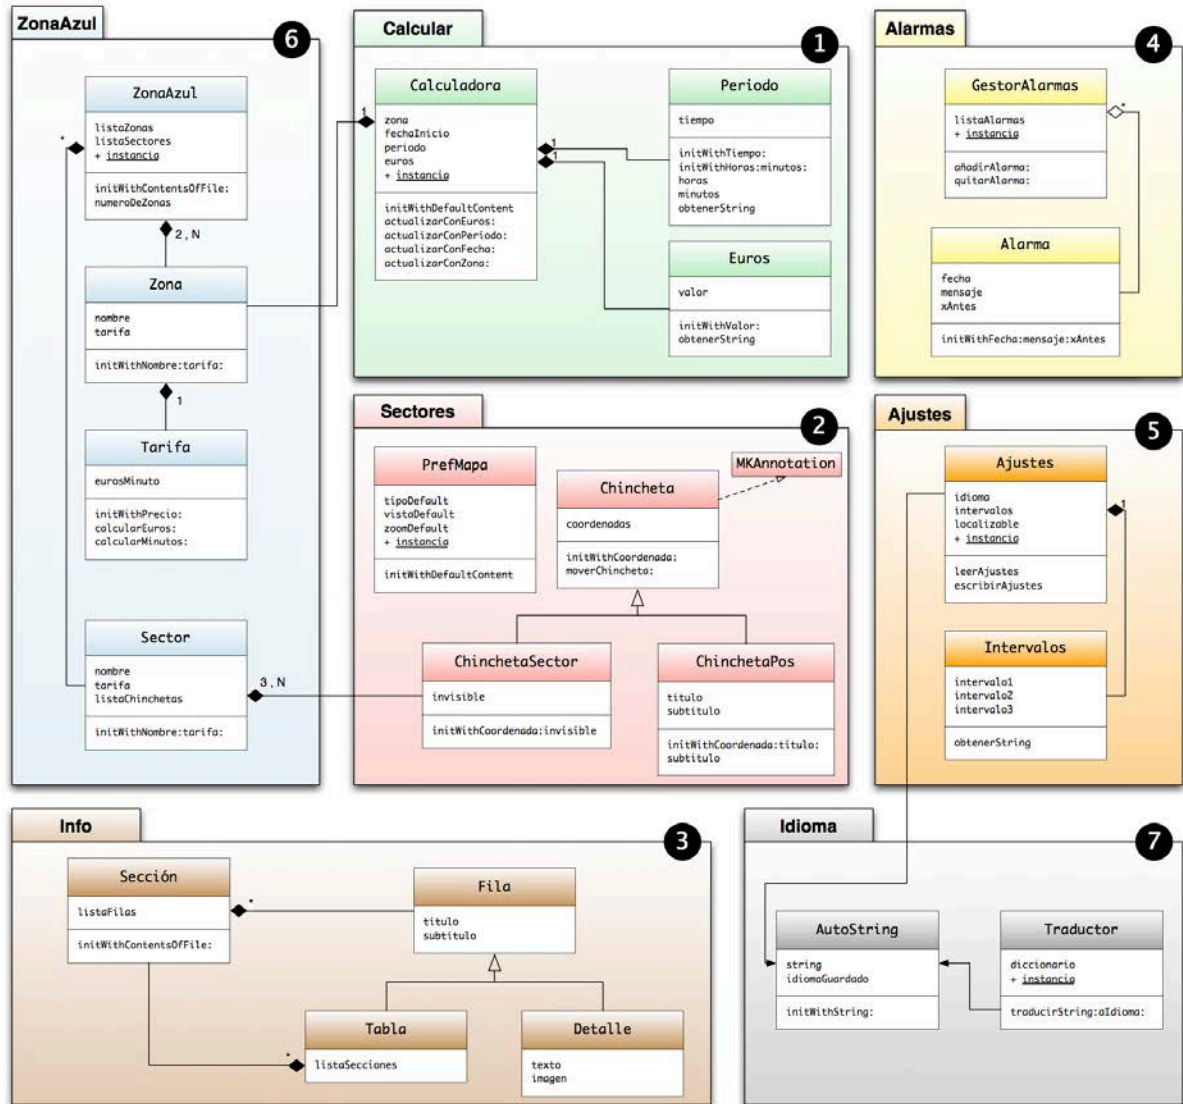 ZonaAzul
6
ZonaAzul
listaZonas
listaSectores
+ instancia
initWithContentsOfFile:
numeroDeZonas
*
2, N
Zona
nombre
tarifa
initWithNombre:tarifa:
1
Tarifa
eurosMinuto
initWithPrecio:
calcularEuros:
calcularMinutos:
Sector
nombre
tarifa
listaChinchetas
initWithNombre:tarifa:
3, N
Calcular
1
Calculadora
zona
fechaInicio
periodo
euros
+ instancia
initWithDefaultContent
actualizarConEuros:
actualizarConPeriodo:
actualizarConFecha:
actualizarConZona:
1
1
1
Periodo
tiempo
initWithTiempo:
initWithHoras:minutos:
horas
minutos
obtenerString
Euros
valor
initWithValor:
obtenerString
Alarmas
4
GestorAlarmas
listaAlarmas
+ instancia
añadirAlarma:
quitarAlarma:
*
Alarma
fecha
mensaje
xAntes
initWithFecha:mensaje:xAntes
Sectores
2
PrefMapa
tipoDefault
vistaDefault
zoomDefault
+ instancia
initWithDefaultContent
Chincheta
coordenadas
initWithCoordenada:
moverChincheta:
MKAnnotation
ChinchetaSector
invisible
initWithCoordenada:invisible
ChinchetaPos
titulo
subtitulo
initWithCoordenada:titulo:
subtitulo
Ajustes
5
Ajustes
idioma
intervalos
localizable
+ instancia
leerAjustes
escribirAjustes
1
Intervalos
intervalo1
intervalo2
intervalo3
obtenerString
Info
3
Sección
listaFilas
initWithContentsOfFile:
*
Fila
titulo
subtitulo
Tabla
listaSecciones
*
Detalle
texto
imagen
Idioma
7
AutoString
string
idiomaGuardado
initWithString:
Traductor
diccionario
+ instancia
traducirString:aIdioma: